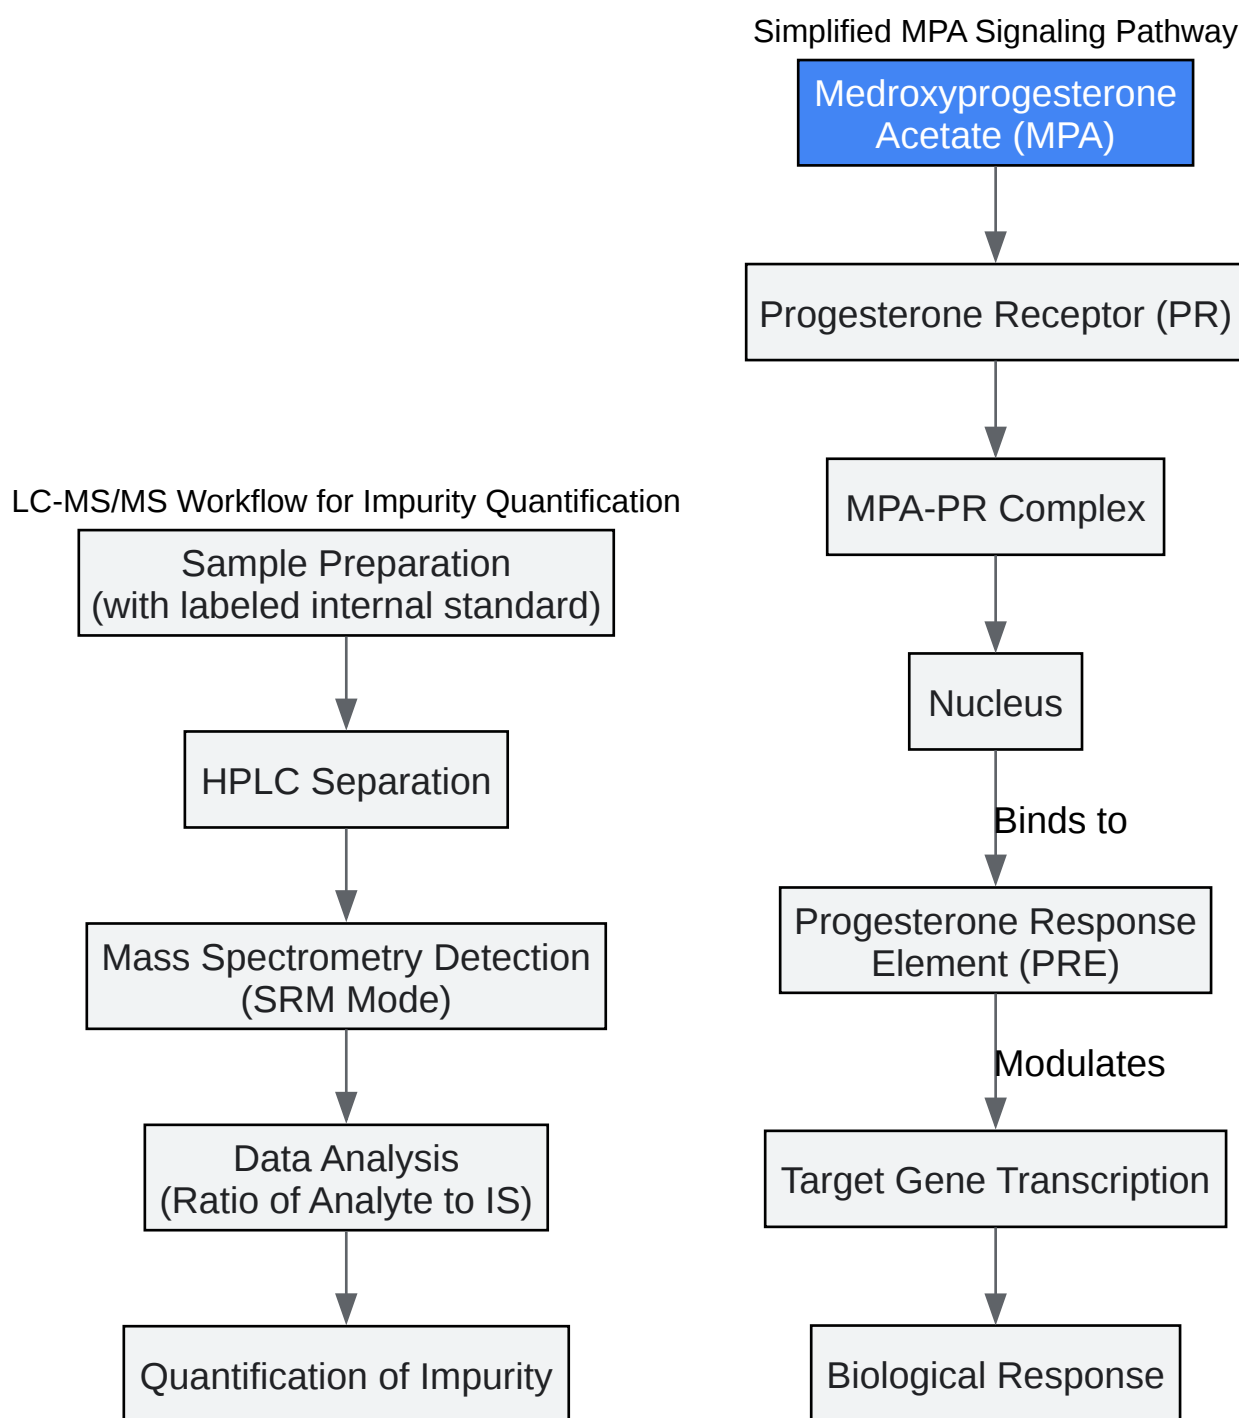 Simplified MPA Signaling Pathway
Medroxyprogesterone
Acetate (MPA)
Progesterone Receptor (PR)
MPA-PR Complex
Nucleus
Binds to
Progesterone Response
Element (PRE)
Modulates
Target Gene Transcription
Biological Response
LC-MS/MS Workflow for Impurity Quantification
Sample Preparation
(with labeled internal standard)
HPLC Separation
Mass Spectrometry Detection
(SRM Mode)
Data Analysis
(Ratio of Analyte to IS)
Quantification of Impurity